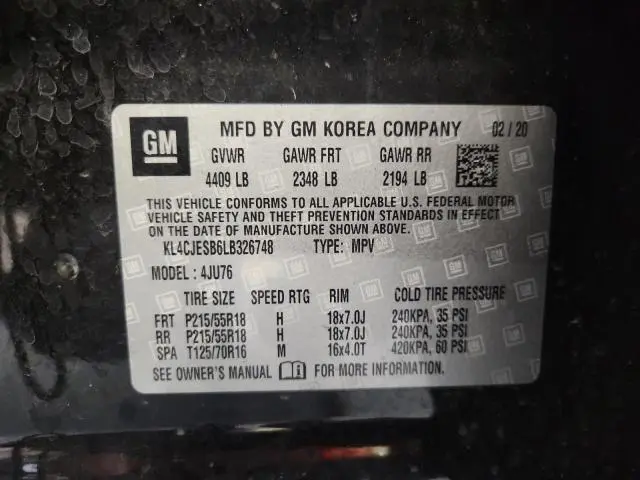 GM
MFD BY GM KOREA COMPANY 02 / 20
GVWR GAWR FRT GAWR RR
4409 LB 2348 LB 2194 LB
THIS VEHICLE CONFORMS TO ALL APPLICABLE U.S. FEDERAL MOTOR
VEHICLE SAFETY AND THEFT PREVENTION STANDARDS IN EFFECT
ON THE DATE OF MANUFACTURE SHOWN ABOVE.
KL4CJESB6LB326748 TYPE: MPV
MODEL: 4JU76
TIRE SIZE SPEED RTG RIM COLD TIRE PRESSURE
FRT P215/55R18 H 18x7.0J 240KPA, 35 PSI
RR P215/55R18 H 18x7.0J 240KPA, 35 PSI
SPA T125/70R16 M 16x4.0T 420KPA, 60 PSI
SEE OWNER'S MANUAL FOR MORE INFORMATION.